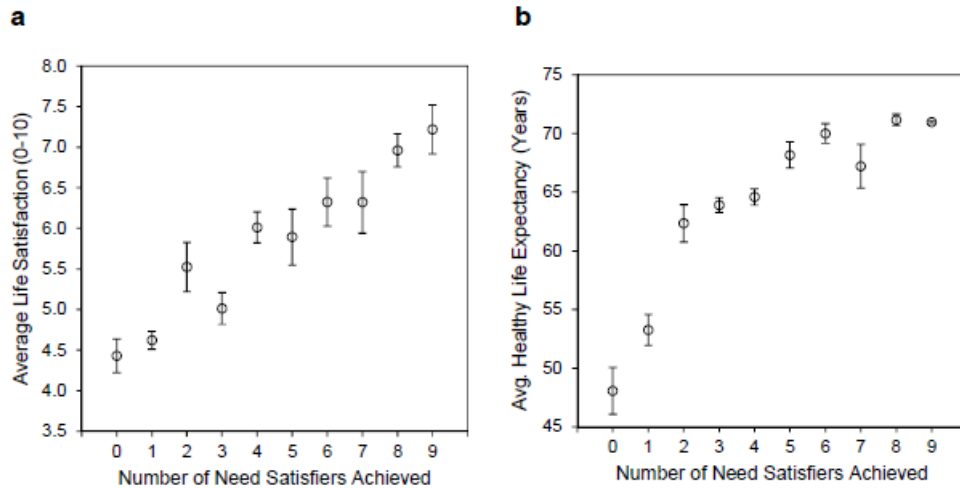 a
8.0
7.5
7.0
6.5
6.0
5.5
5.0
4.5
4.0
3.5
Average Life Satisfaction (0–10)
0 1 2 3 4 5 6 7 8 9
Number of Need Satisfiers Achieved
b
75
70
65
60
55
50
45
Avg. Healthy Life Expectancy (Years)
0 1 2 3 4 5 6 7 8 9
Number of Need Satisfiers Achieved